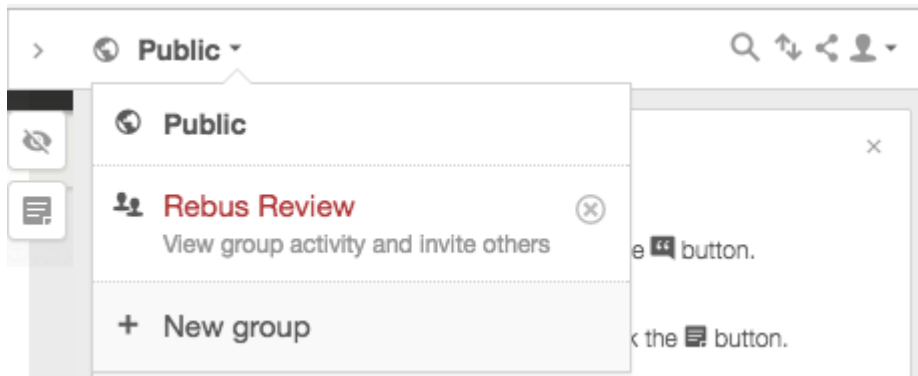 Public
Public
Rebus Review
View group activity and invite others
e button.
New group
the button.